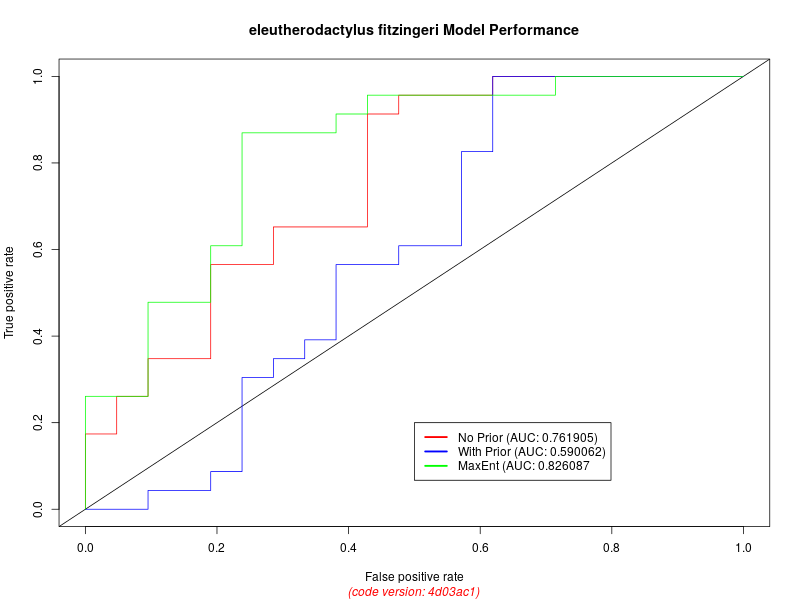 eleutherodactylus fitzingeri Model Performance
True positive rate
1.0
0.8
0.6
0.4
0.2
0.0
No Prior (AUC: 0.761905)
With Prior (AUC: 0.590062)
MaxEnt (AUC: 0.826087
0.0 0.2 0.4 0.6 0.8 1.0
False positive rate
(code version: 4d03ac1)